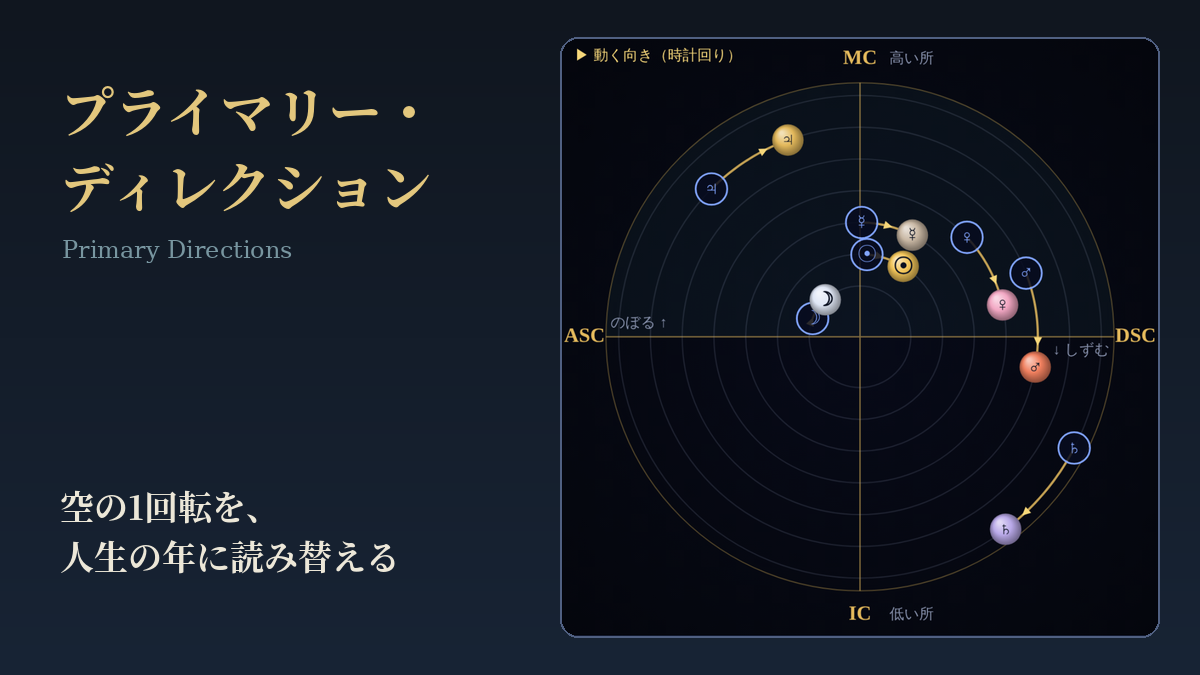 プライマリー・
ディレクション
Primary Directions
空の1回転を、
人生の年に読み替える
▶ 動く向き（時計回り）
MC 高い所
♃
♃
☿
☿
♀
☉
☉
♂
☽
☽
♀
ASC のぼる ↑
↓ しずむ DSC
♂
♄
♄
IC 低い所